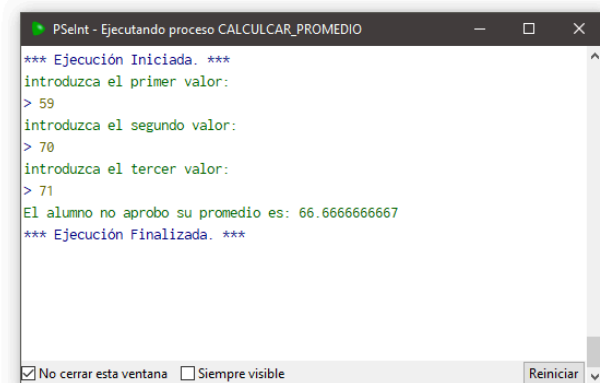 PSeInt - Ejecutando proceso CALCULCAR_PROMEDIO
*** Ejecución Iniciada. ***
introduzca el primer valor:
> 59
introduzca el segundo valor:
> 70
introduzca el tercer valor:
> 71
El alumno no aprobo su promedio es: 66.6666666667
*** Ejecución Finalizada. ***
No cerrar esta ventana Siempre visible Reiniciar